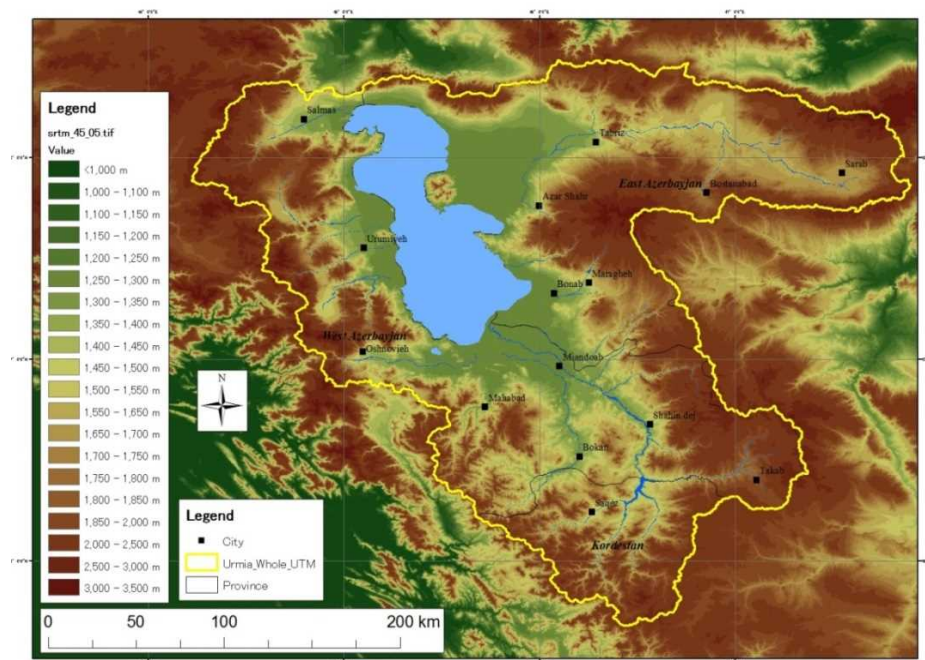 Legend
srtm_45_05.tif
Value
<1,000 m
1,000 - 1,100 m
1,100 - 1,150 m
1,150 - 1,200 m
1,200 - 1,250 m
1,250 - 1,300 m
1,300 - 1,350 m
1,350 - 1,400 m
1,400 - 1,450 m
1,450 - 1,500 m
1,500 - 1,550 m
1,550 - 1,650 m
1,650 - 1,700 m
1,700 - 1,750 m
1,750 - 1,800 m
1,800 - 1,850 m
1,850 - 2,000 m
2,000 - 2,500 m
2,500 - 3,000 m
3,000 - 3,500 m
Salmas
Tabriz
Sarab
East Azerbayjan
Bostanabad
Azar Shahr
Urumiyeh
Maragheh
Bonab
West Azerbayjan
Oshnovieh
Miandoab
N
Mahabad
Shahin dej
Bokan
Takab
Saqez
Kordestan
Legend
City
Urmia_Whole_UTM
Province
0 50 100 200 km